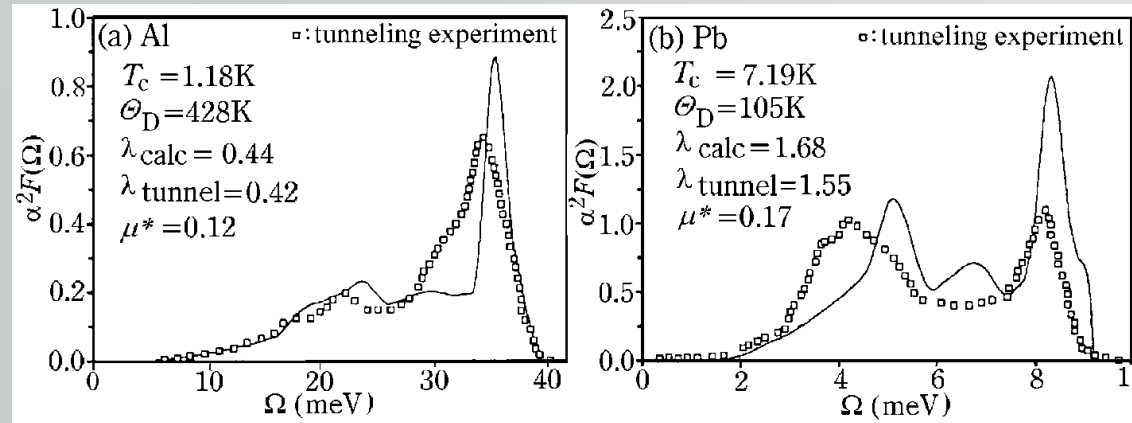 (a) Al
▫:tunneling experiment
T_c=1.18K
Θ_D=428K
λ_calc = 0.44
λ_tunnel=0.42
μ*=0.12
α²F(Ω)
1.0
0.8
0.6
0.4
0.2
0.0
0 10 20 30 40
Ω (meV)
(b) Pb
▫:tunneling experiment
T_c=7.19K
Θ_D=105K
λ_calc=1.68
λ_tunnel=1.55
μ*=0.17
α²F(Ω)
2.5
2.0
1.5
1.0
0.5
0.0
0 2 4 6 8 1
Ω (meV)